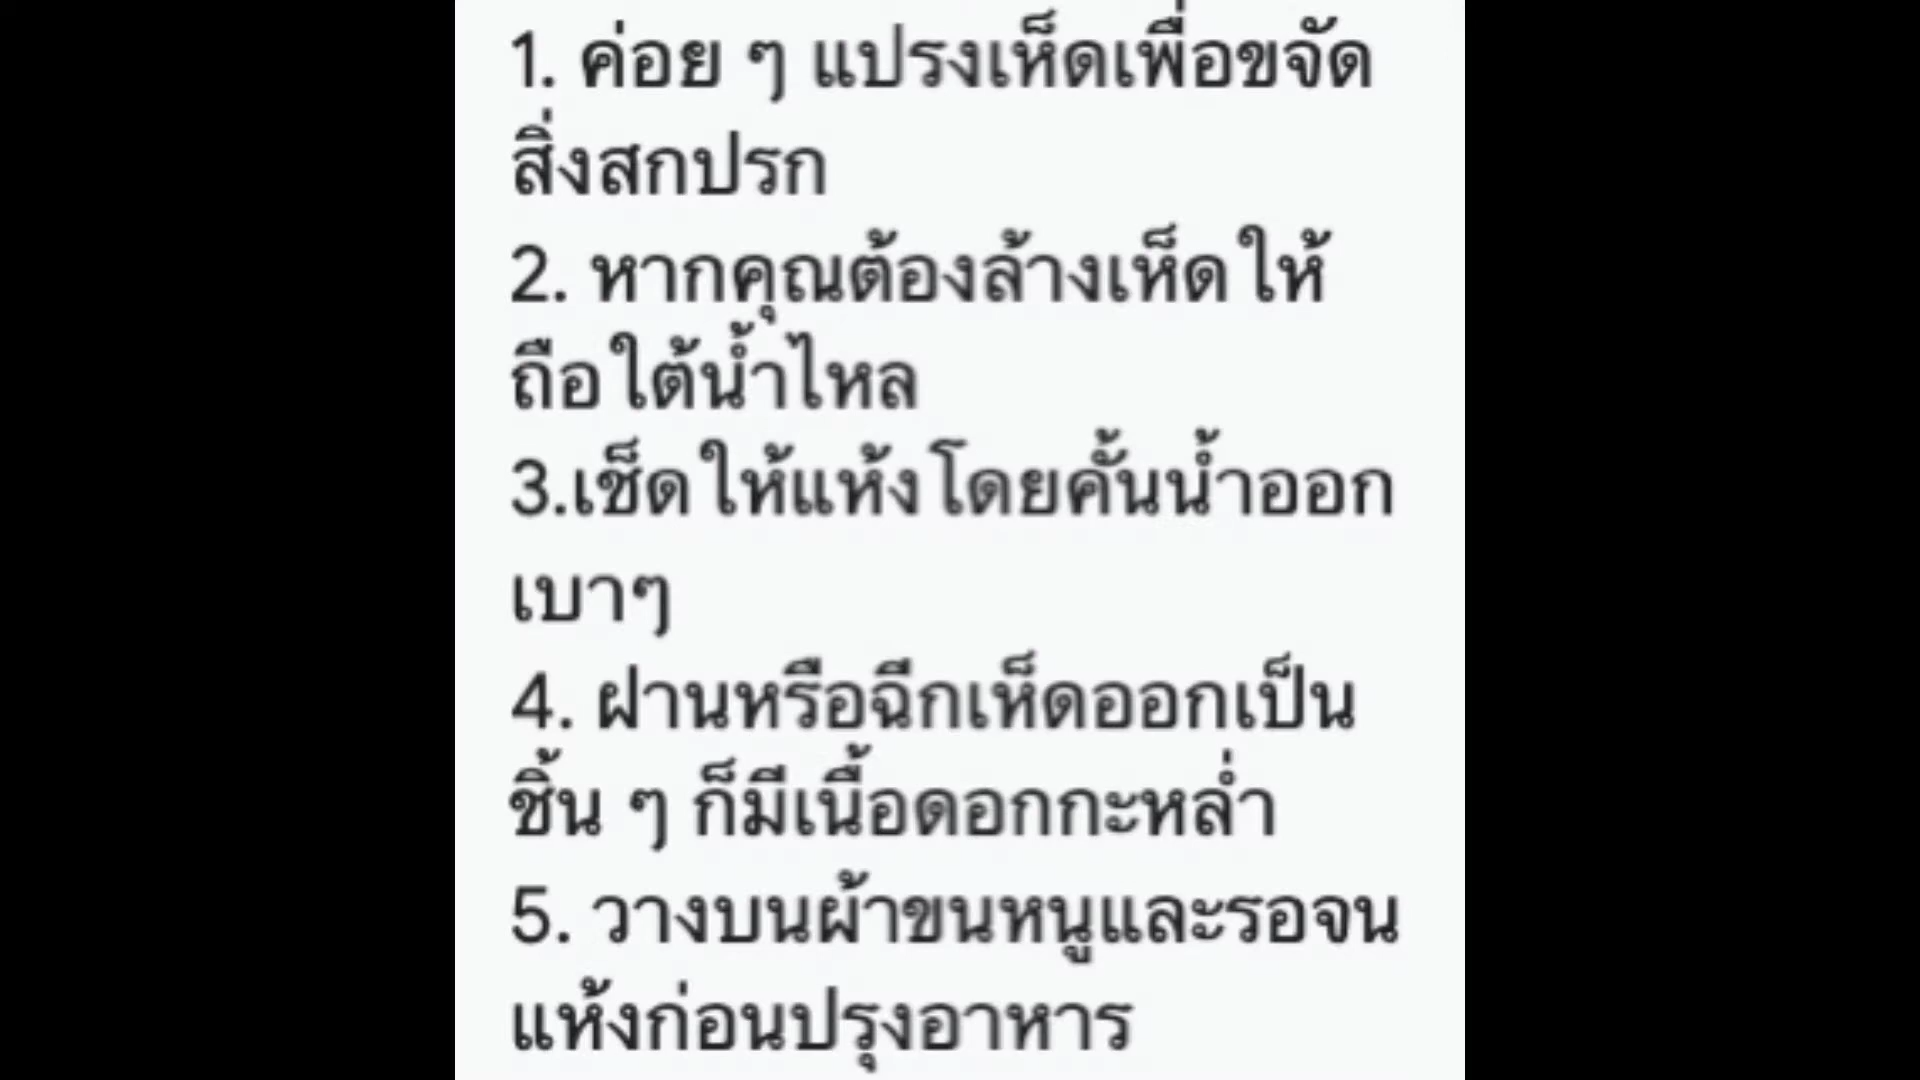 1. ค่อย ๆ แปรงเห็ดเพื่อขจัด
สิ่งสกปรก
2. หากคุณต้องล้างเห็ด ให้
ถือใต้น้ำไหล
3.เช็ดให้แห้งโดยคั้นน้ำออก
เบาๆ
4. ฝานหรือฉีกเห็ดออกเป็น
ชิ้น ๆ ก็มีเนื้อดอกกะหล่ำ
5. วางบนผ้าขนหนูและรอจน
แห้งก่อนปรุงอาหาร